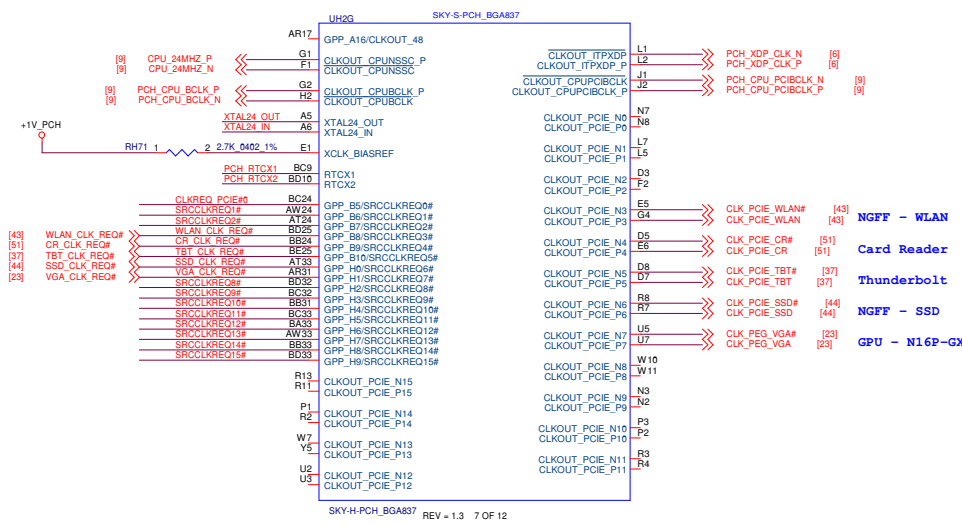 UH2G
SKY-S-PCH_BGA837
AR17 GPP_A16/CLKOUT_48
[9] CPU_24MHZ_P G1 CLKOUT_CPUNSSC_P
[9] CPU_24MHZ_N F1 CLKOUT_CPUNSSC
[9] PCH_CPU_BCLK_P G2 CLKOUT_CPUBCLK_P
[9] PCH_CPU_BCLK_N H2 CLKOUT_CPUBCLK
XTAL24_OUT A5 XTAL24_OUT
XTAL24_IN A6 XTAL24_IN
+1V_PCH
RH71 1 2 2.7K_0402_1% E1 XCLK_BIASREF
PCH_RTCX1 BC9 RTCX1
PCH_RTCX2 BD10 RTCX2
CLKREQ_PCIE#0 BC24 GPP_B5/SRCCLKREQ0#
SRCCLKREQ1# AW24 GPP_B6/SRCCLKREQ1#
SRCCLKREQ2# AT24 GPP_B7/SRCCLKREQ2#
[43] WLAN_CLK_REQ# WLAN_CLK_REQ# BD25 GPP_B8/SRCCLKREQ3#
[51] CR_CLK_REQ# CR_CLK_REQ# BB24 GPP_B9/SRCCLKREQ4#
[37] TBT_CLK_REQ# TBT_CLK_REQ# BE25 GPP_B10/SRCCLKREQ5#
[44] SSD_CLK_REQ# SSD_CLK_REQ# AT33 GPP_H0/SRCCLKREQ6#
[23] VGA_CLK_REQ# VGA_CLK_REQ# AR31 GPP_H1/SRCCLKREQ7#
SRCCLKREQ8# BD32 GPP_H2/SRCCLKREQ8#
SRCCLKREQ9# BC32 GPP_H3/SRCCLKREQ9#
SRCCLKREQ10# BB31 GPP_H4/SRCCLKREQ10#
SRCCLKREQ11# BC33 GPP_H5/SRCCLKREQ11#
SRCCLKREQ12# BA33 GPP_H6/SRCCLKREQ12#
SRCCLKREQ13# AW33 GPP_H7/SRCCLKREQ13#
SRCCLKREQ14# BB33 GPP_H8/SRCCLKREQ14#
SRCCLKREQ15# BD33 GPP_H9/SRCCLKREQ15#
R13 CLKOUT_PCIE_N15
R11 CLKOUT_PCIE_P15
P1 CLKOUT_PCIE_N14
R2 CLKOUT_PCIE_P14
W7 CLKOUT_PCIE_N13
Y5 CLKOUT_PCIE_P13
U2 CLKOUT_PCIE_N12
U3 CLKOUT_PCIE_P12
CLKOUT_ITPXDP L1 PCH_XDP_CLK_N [6]
CLKOUT_ITPXDP_P L2 PCH_XDP_CLK_P [6]
CLKOUT_CPUPCIBCLK J1 PCH_CPU_PCIBCLK_N [9]
CLKOUT_CPUPCIBCLK_P J2 PCH_CPU_PCIBCLK_P [9]
CLKOUT_PCIE_N0 N7
CLKOUT_PCIE_P0 N8
CLKOUT_PCIE_N1 L7
CLKOUT_PCIE_P1 L5
CLKOUT_PCIE_N2 D3
CLKOUT_PCIE_P2 F2
CLKOUT_PCIE_N3 E5 CLK_PCIE_WLAN# [43]
CLKOUT_PCIE_P3 G4 CLK_PCIE_WLAN [43]
NGFF - WLAN
CLKOUT_PCIE_N4 D5 CLK_PCIE_CR# [51]
CLKOUT_PCIE_P4 E6 CLK_PCIE_CR [51]
Card Reader
CLKOUT_PCIE_N5 D8 CLK_PCIE_TBT# [37]
CLKOUT_PCIE_P5 D7 CLK_PCIE_TBT [37]
Thunderbolt
CLKOUT_PCIE_N6 R8 CLK_PCIE_SSD# [44]
CLKOUT_PCIE_P6 R7 CLK_PCIE_SSD [44]
NGFF - SSD
CLKOUT_PCIE_N7 U5 CLK_PEG_VGA# [23]
CLKOUT_PCIE_P7 U7 CLK_PEG_VGA [23]
GPU - N16P-GX
CLKOUT_PCIE_N8 W10
CLKOUT_PCIE_P8 W11
CLKOUT_PCIE_N9 N3
CLKOUT_PCIE_P9 N2
CLKOUT_PCIE_N10 P3
CLKOUT_PCIE_P10 P2
CLKOUT_PCIE_N11 R3
CLKOUT_PCIE_P11 R4
SKY-H-PCH_BGA837
REV = 1.3 7 OF 12